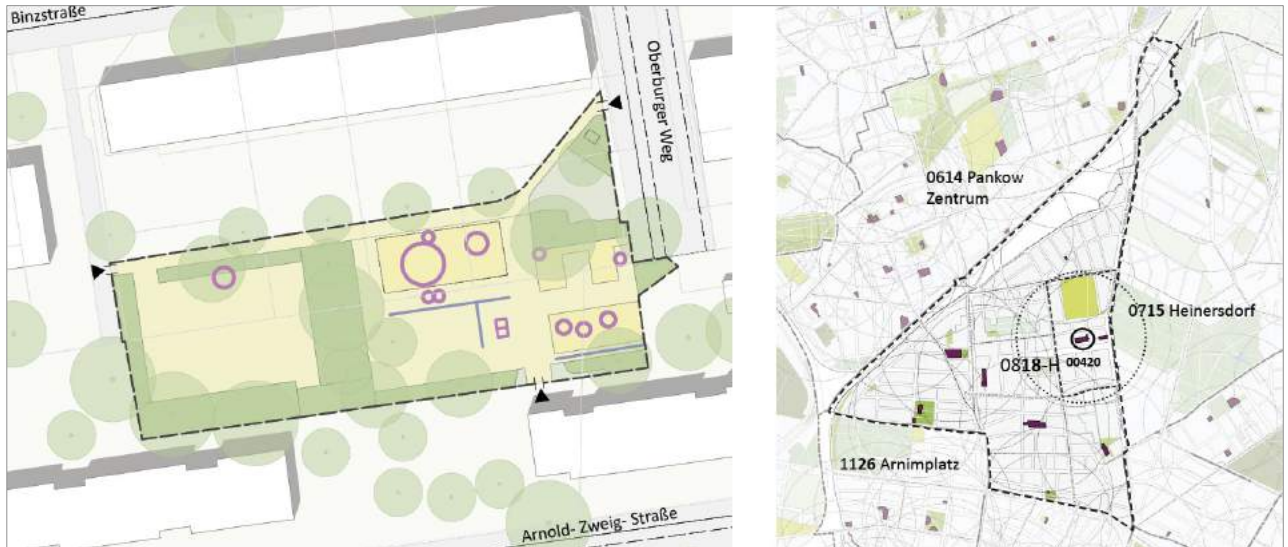 Binzstraße
Oberburger Weg
Arnold- Zweig- Straße
0614 Pankow
Zentrum
0715 Heinersdorf
0818-H
00420
1126 Arnimplatz